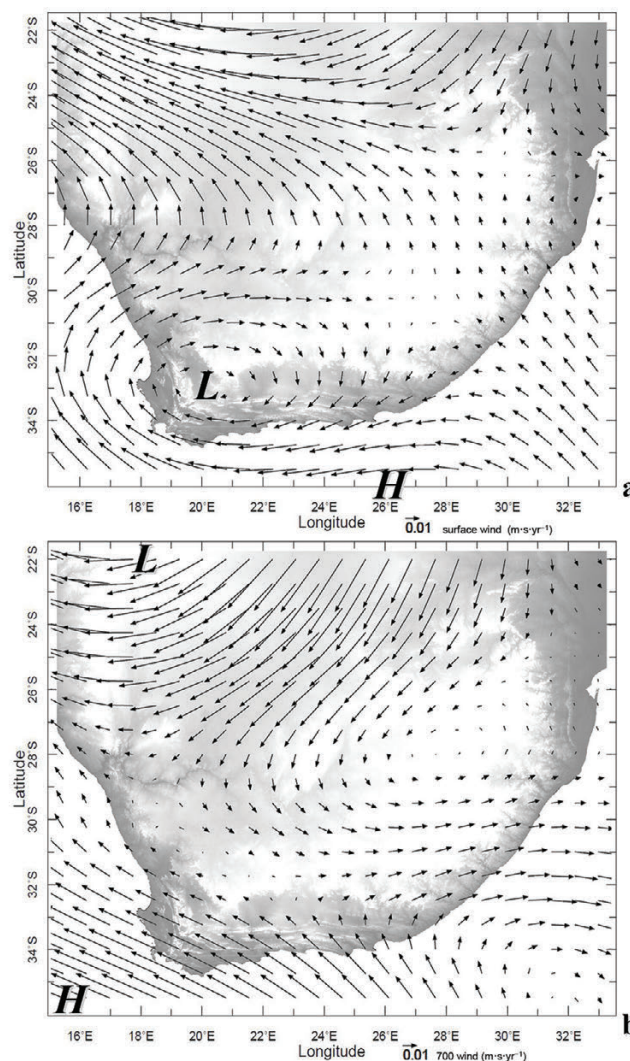 22°S
24°S
26°S
28°S
30°S
32°S
34°S
Latitude
L
H
16°E 18°E 20°E 22°E 24°E 26°E 28°E 30°E 32°E
Longitude
0.01 surface wind (m·s·yr⁻¹)
a
22°S
24°S
26°S
28°S
30°S
32°S
34°S
Latitude
L
H
16°E 18°E 20°E 22°E 24°E 26°E 28°E 30°E 32°E
Longitude
0.01 700 wind (m·s·yr⁻¹)
b